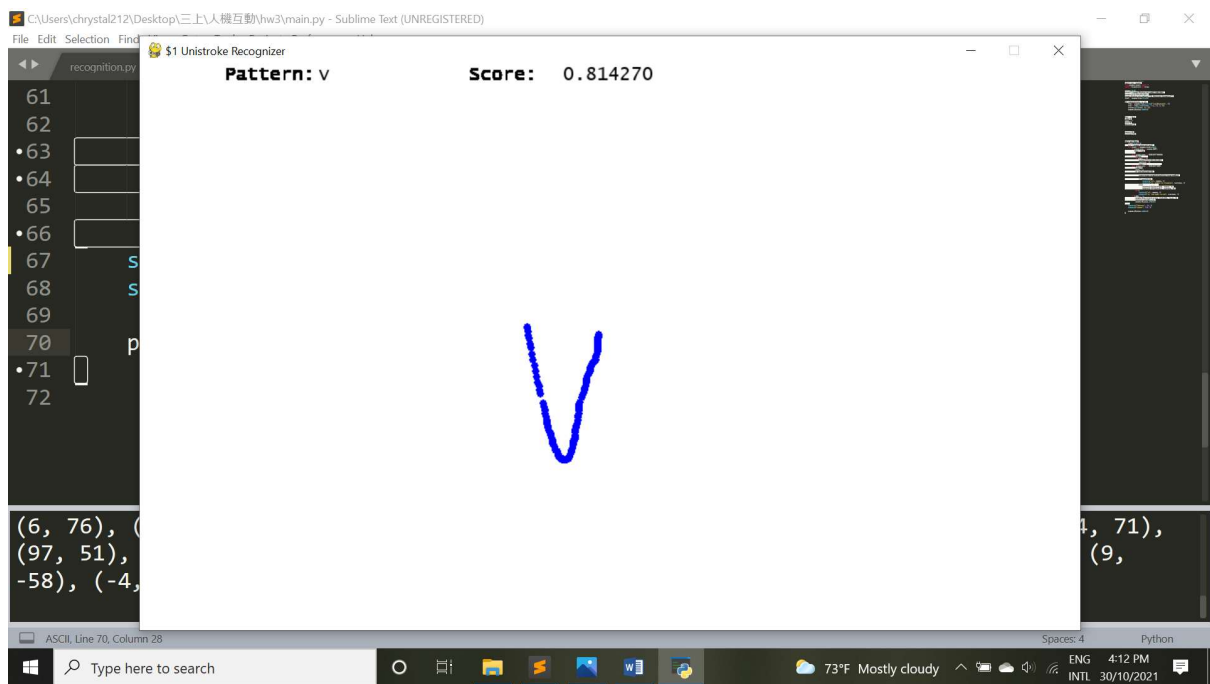 C:\Users\chrystal212\Desktop\三上\人機互動\hw3\main.py - Sublime Text (UNREGISTERED)
File Edit Selection Find
$1 Unistroke Recognizer
recognition.py
Pattern: v Score: 0.814270
61
62
63
64
65
66
67 s
68 s
69
70 p
71
72
V
(6, 76), ( 71),
(97, 51), (9,
-58), (-4,
ASCII, Line 70, Column 28 Spaces: 4 Python
Type here to search 73°F Mostly cloudy ENG 4:12 PM
INTL 30/10/2021